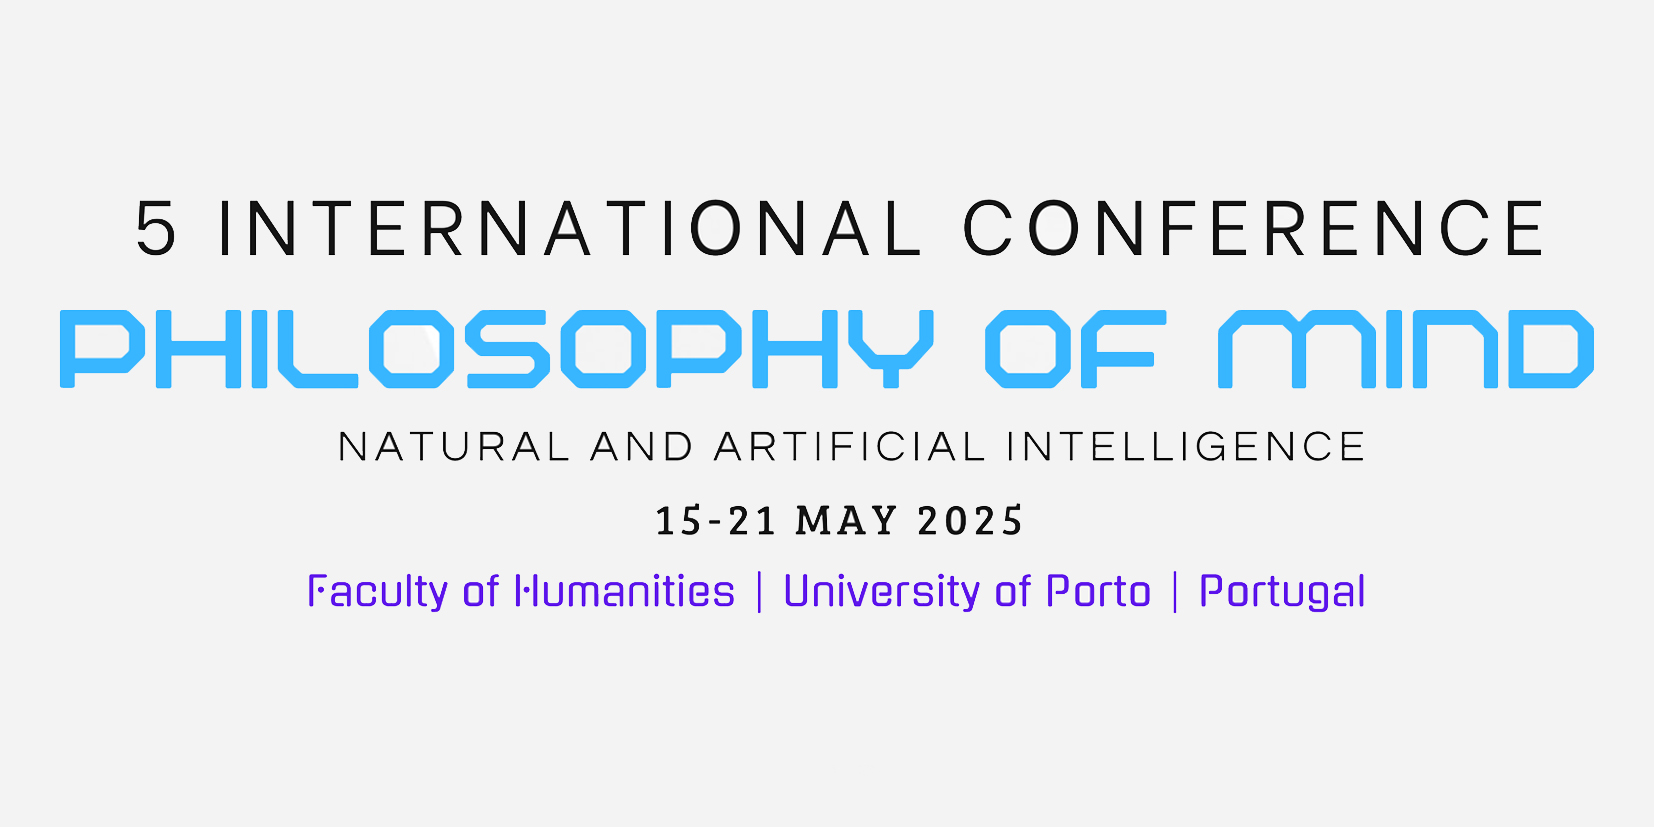 5 INTERNATIONAL CONFERENCE
PHILOSOPHY OF MIND
NATURAL AND ARTIFICIAL INTELLIGENCE
15-21 MAY 2025
Faculty of Humanities | University of Porto | Portugal